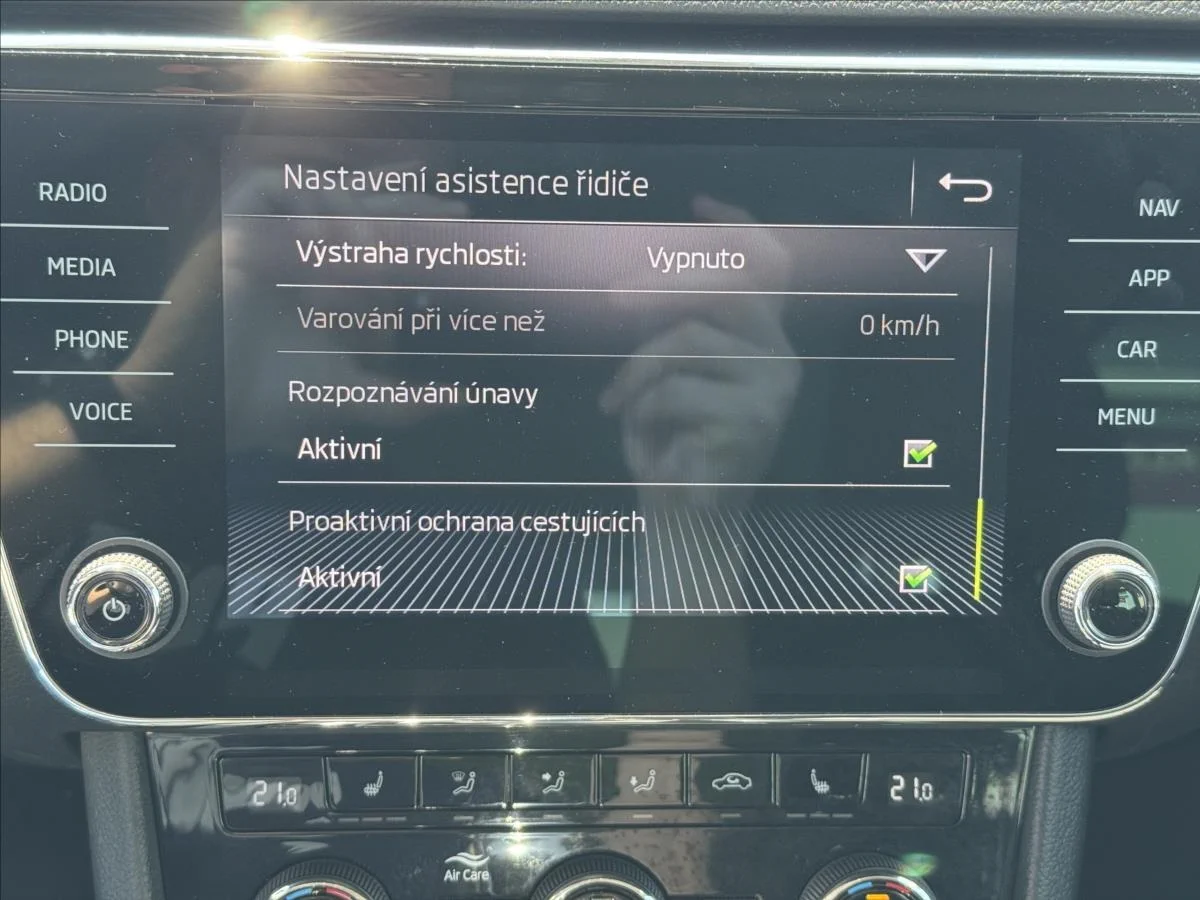 Nastavení asistence řidiče
Výstraha rychlosti: Vypnuto
Varování při více než 0 km/h
Rozpoznávání únavy
Aktivní
Proaktivní ochrana cestujících
Aktivní
RADIO
MEDIA
PHONE
VOICE
NAV
APP
CAR
MENU
21,0
21,0
Air Care